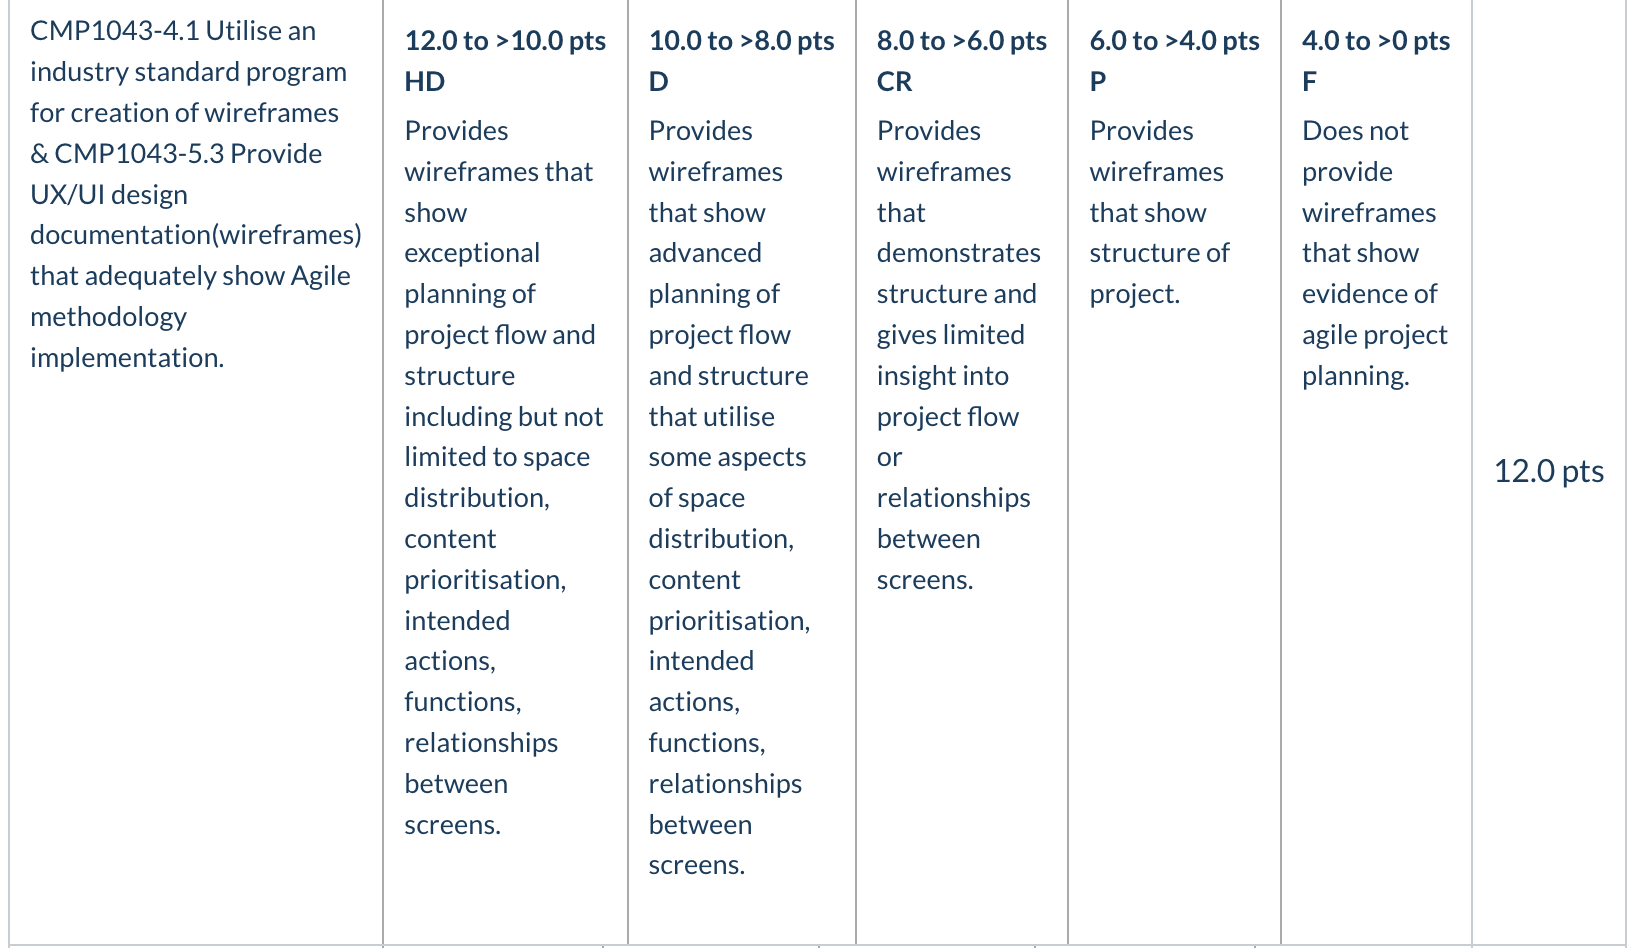 CMP1043-4.1 Utilise an
industry standard program
for creation of wireframes
& CMP1043-5.3 Provide
UX/UI design
documentation(wireframes)
that adequately show Agile
methodology
implementation.
12.0 to >10.0 pts
HD
Provides
wireframes that
show
exceptional
planning of
project flow and
structure
including but not
limited to space
distribution,
content
prioritisation,
intended
actions,
functions,
relationships
between
screens.
10.0 to >8.0 pts
D
Provides
wireframes
that show
advanced
planning of
project flow
and structure
that utilise
some aspects
of space
distribution,
content
prioritisation,
intended
actions,
functions,
relationships
between
screens.
8.0 to >6.0 pts
CR
Provides
wireframes
that
demonstrates
structure and
gives limited
insight into
project flow
or
relationships
between
screens.
6.0 to >4.0 pts
P
Provides
wireframes
that show
structure of
project.
4.0 to >0 pts
F
Does not
provide
wireframes
that show
evidence of
agile project
planning.
12.0 pts